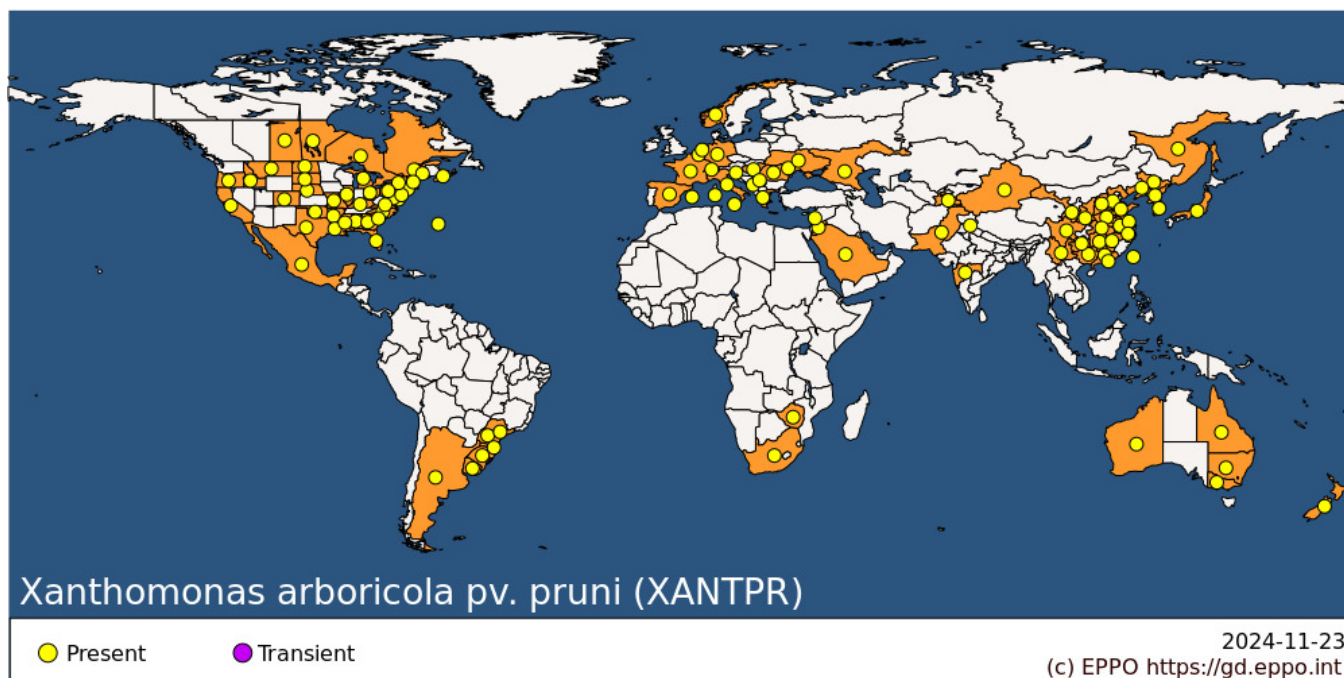 Xanthomonas arboricola pv. pruni (XANTPR)
Present
Transient
2024-11-23
(c) EPPO https://gd.eppo.int